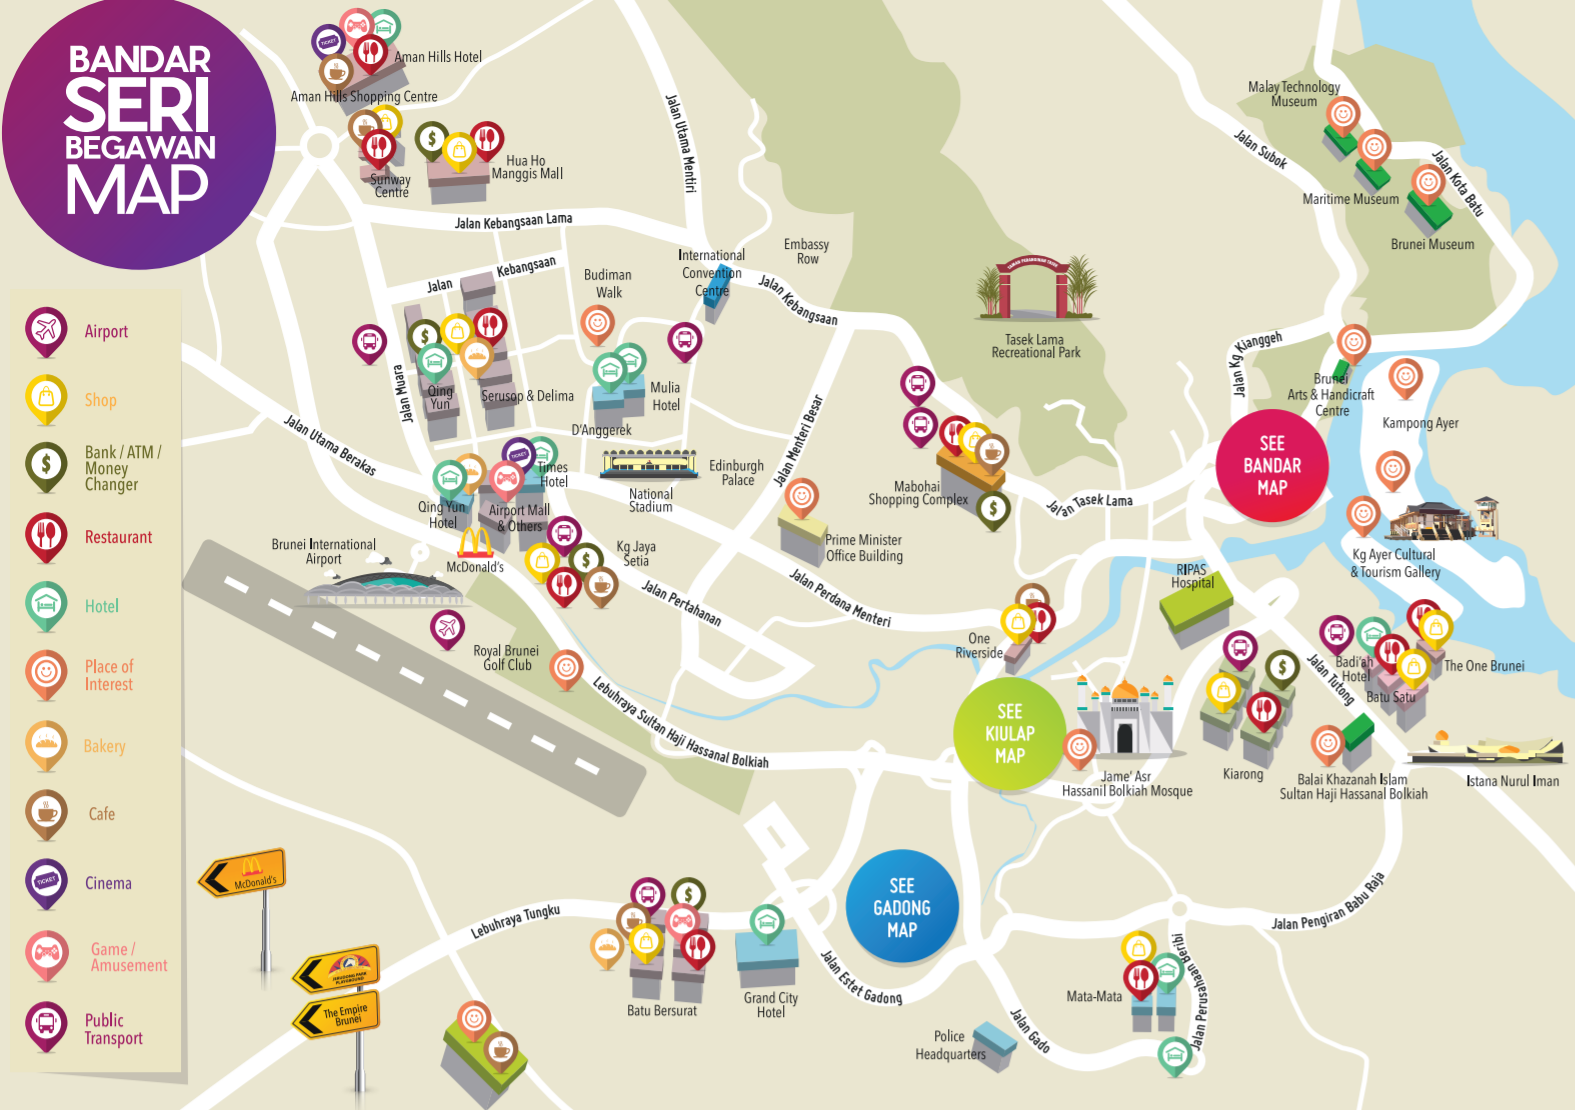 BANDAR
SERI
BEGAWAN
MAP
Airport
Shop
Bank / ATM /
Money
Changer
Restaurant
Hotel
Place of
Interest
Bakery
Cafe
TICKET
Cinema
Game /
Amusement
Public
Transport
TICKET
Aman Hills Hotel
Aman Hills Shopping Centre
Sunway
Centre
Hua Ho
Manggis Mall
Jalan Utama Mentiri
Jalan Kebangsaan Lama
Jalan Kebangsaan
International
Convention
Centre
Embassy
Row
Jalan Kebangsaan
Budiman
Walk
Jalan Muara
Qing
Yun
Serusop & Delima
Mulia
Hotel
D'Anggerek
Jalan Utama Berakas
TICKET
Times
Hotel
Qing Yun
Hotel
Airport Mall
& Others
National
Stadium
Edinburgh
Palace
Jalan Menteri Besar
Prime Minister
Office Building
Brunei International
Airport
McDonald's
Kg Jaya
Setia
Jalan Pertahanan
Jalan Perdana Menteri
Royal Brunei
Golf Club
Lebuhraya Sultan Haji Hassanal Bolkiah
Tasek Lama
Recreational Park
Mabohai
Shopping Complex
Jalan Tasek Lama
Jalan Subok
Malay Technology
Museum
Maritime Museum
Jalan Kota Batu
Brunei Museum
Jalan Kg Kianggeh
Brunei
Arts & Handicraft
Centre
Kampong Ayer
SEE
BANDAR
MAP
Kg Ayer Cultural
& Tourism Gallery
RIPAS
Hospital
One
Riverside
SEE
KIULAP
MAP
Jame' Asr
Hassanil Bolkiah Mosque
Kiarong
Jalan Tutong
Badi'ah
Hotel
Batu Satu
The One Brunei
Balai Khazanah Islam
Sultan Haji Hassanal Bolkiah
Istana Nurul Iman
McDonald's
JERUDONG PARK
PLAYGROUND
The Empire
Brunei
Lebuhraya Tungku
Batu Bersurat
Grand City
Hotel
SEE
GADONG
MAP
Jalan Estet Gadong
Police
Headquarters
Jalan Gado
Mata-Mata
Jalan Perusahaan Beribi
Jalan Pengiran Babu Raja